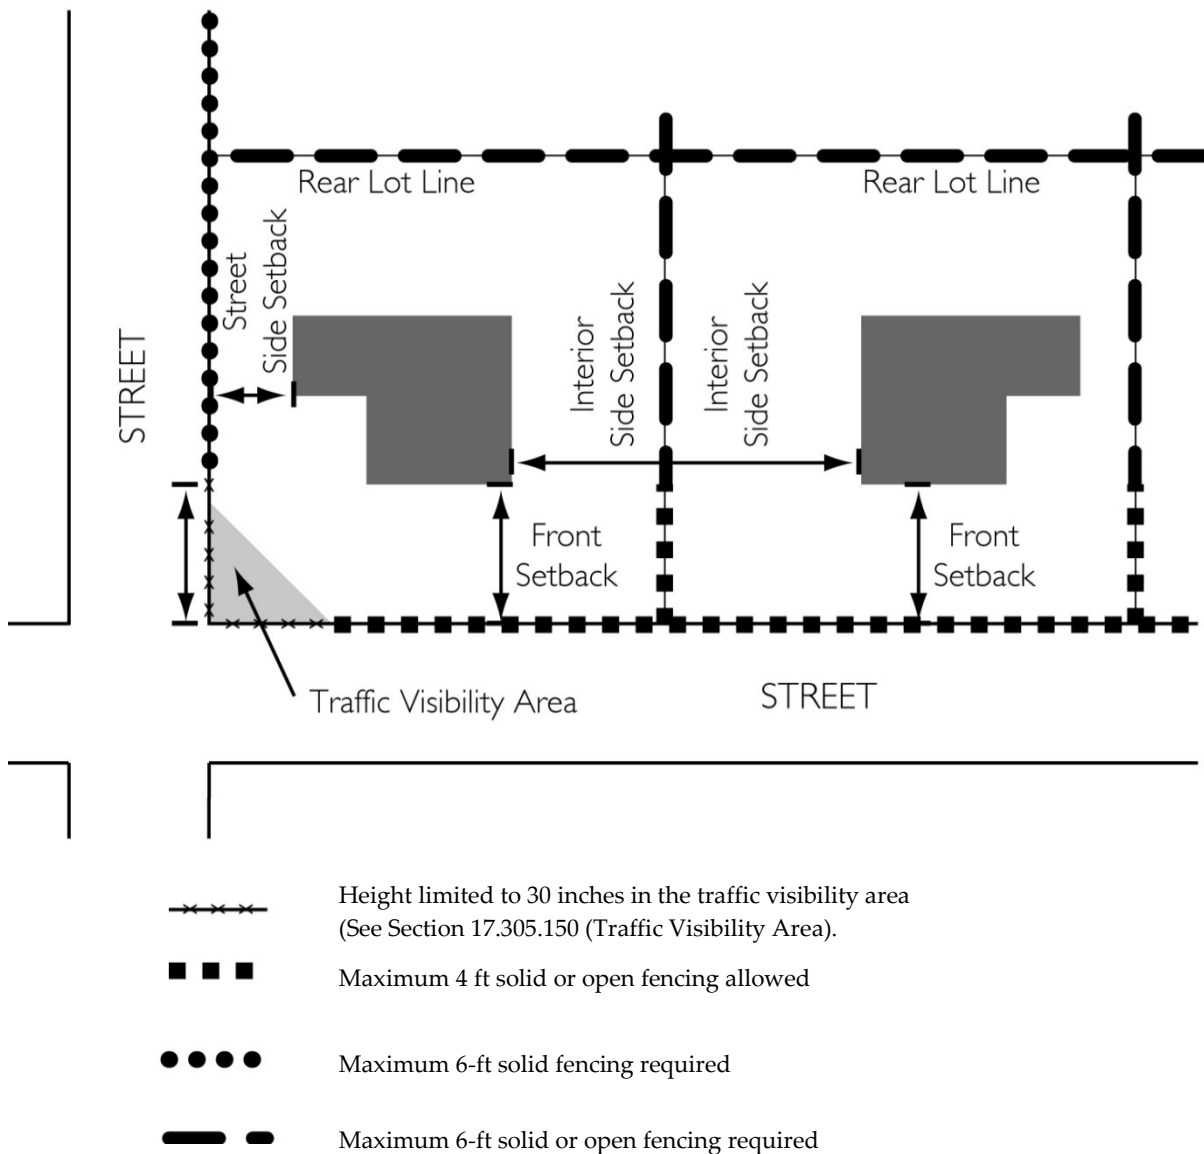 Rear Lot Line
Rear Lot Line
Street
Side Setback
STREET
Interior
Side Setback
Interior
Side Setback
Front
Setback
Front
Setback
Traffic Visibility Area
STREET
Height limited to 30 inches in the traffic visibility area
(See Section 17.305.150 (Traffic Visibility Area).
Maximum 4 ft solid or open fencing allowed
Maximum 6-ft solid fencing required
Maximum 6-ft solid or open fencing required